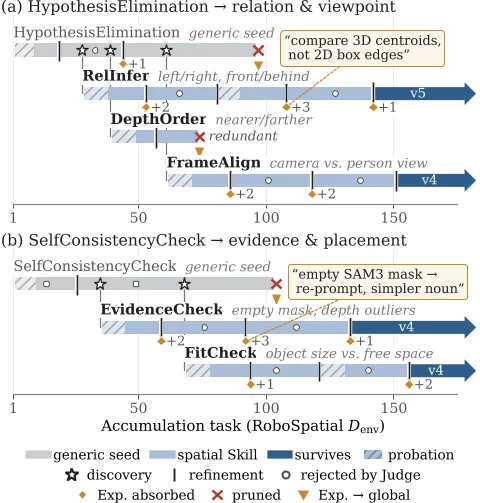 (a) HypothesisElimination → relation & viewpoint
HypothesisElimination generic seed
+1
“compare 3D centroids,
not 2D box edges”
RelInfer left/right, front/behind
v5
+2
+3
+1
DepthOrder nearer/farther
redundant
FrameAlign camera vs. person view
v4
+2
+2
1 50 100 150
(b) SelfConsistencyCheck → evidence & placement
SelfConsistencyCheck generic seed
“empty SAM3 mask →
re-prompt, simpler noun”
EvidenceCheck empty mask, depth outliers
v4
+2
+3
+1
FitCheck object size vs. free space
v4
+1
+2
1 50 100 150
Accumulation task (RoboSpatial Denv)
generic seed spatial Skill survives probation
discovery refinement rejected by Judge
Exp. absorbed pruned Exp. → global